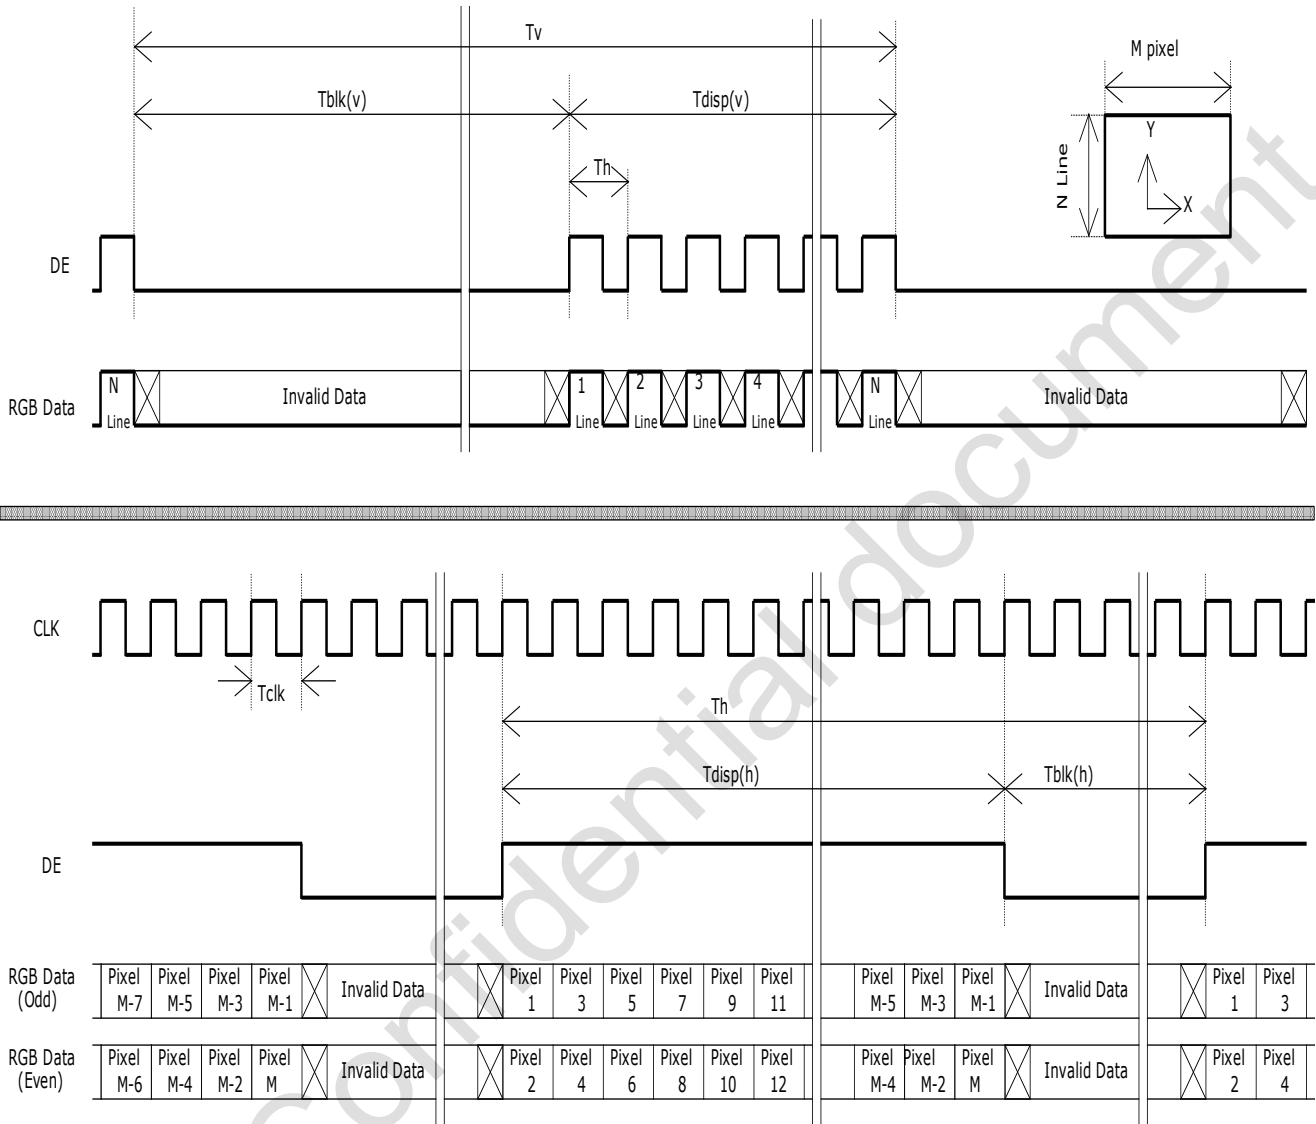 Tv
M pixel
Tblk(v) Tdisp(v)
Th
Y
N Line
X
DE
N 1 2 3 4 N
RGB Data Invalid Data Invalid Data
Line Line Line Line Line Line
CLK
Tclk
Th
Tdisp(h) Tblk(h)
DE
RGB Data Pixel Pixel Pixel Pixel Invalid Data Pixel Pixel Pixel Pixel Pixel Pixel Pixel Pixel Pixel Invalid Data Pixel Pixel
(Odd) M-7 M-5 M-3 M-1 1 3 5 7 9 11 M-5 M-3 M-1 1 3
RGB Data Pixel Pixel Pixel Pixel Invalid Data Pixel Pixel Pixel Pixel Pixel Pixel Pixel Pixel Pixel Invalid Data Pixel Pixel
(Even) M-6 M-4 M-2 M 2 4 6 8 10 12 M-4 M-2 M 2 4
Confidential document